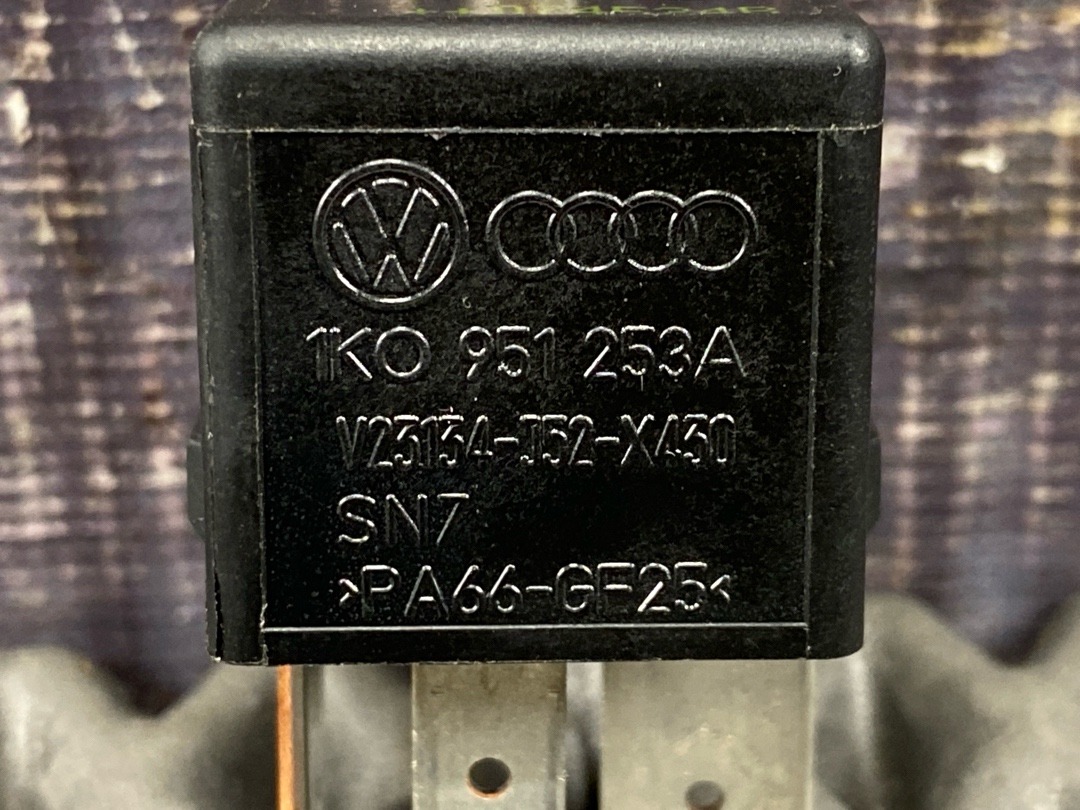 1K0 951 253A
V23134-J52-X430
SN7
>PA66-GF25<